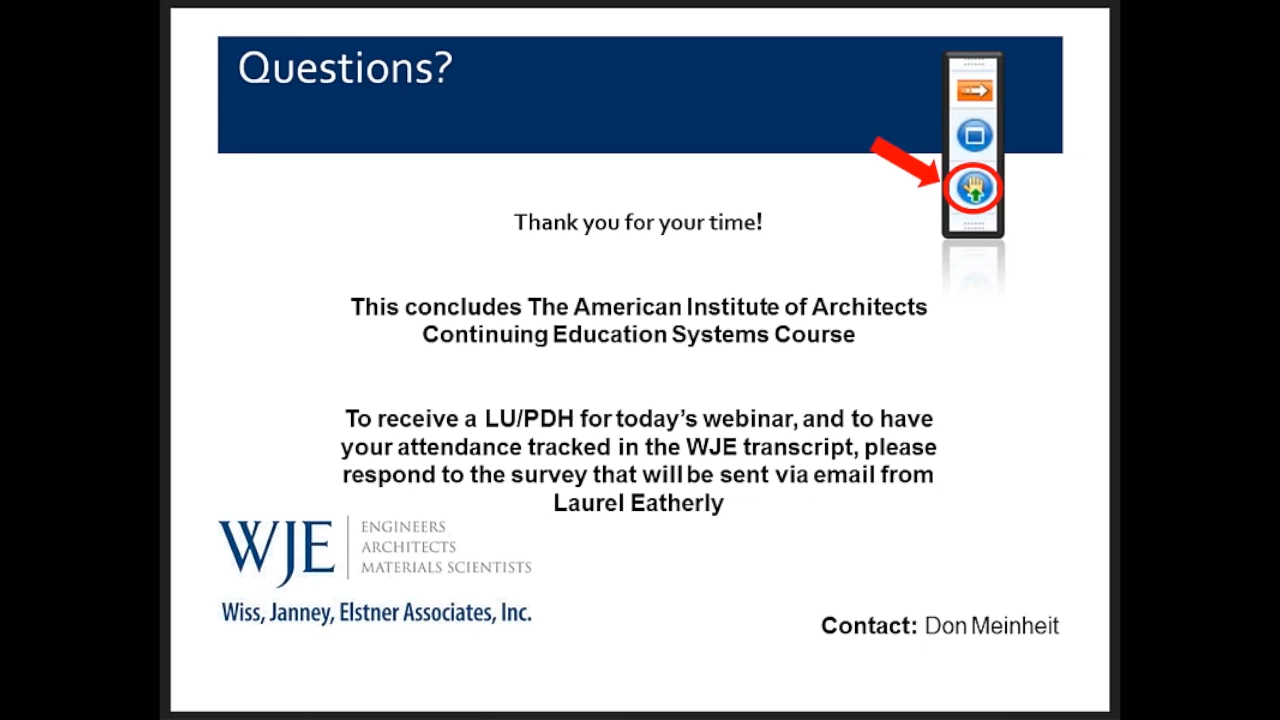 Questions?
Thank you for your time!
This concludes The American Institute of Architects
Continuing Education Systems Course
To receive a LU/PDH for today’s webinar, and to have
your attendance tracked in the WJE transcript, please
respond to the survey that will be sent via email from
Laurel Eatherly
WJE
ENGINEERS
ARCHITECTS
MATERIALS SCIENTISTS
Wiss, Janney, Elstner Associates, Inc.
Contact: Don Meinheit